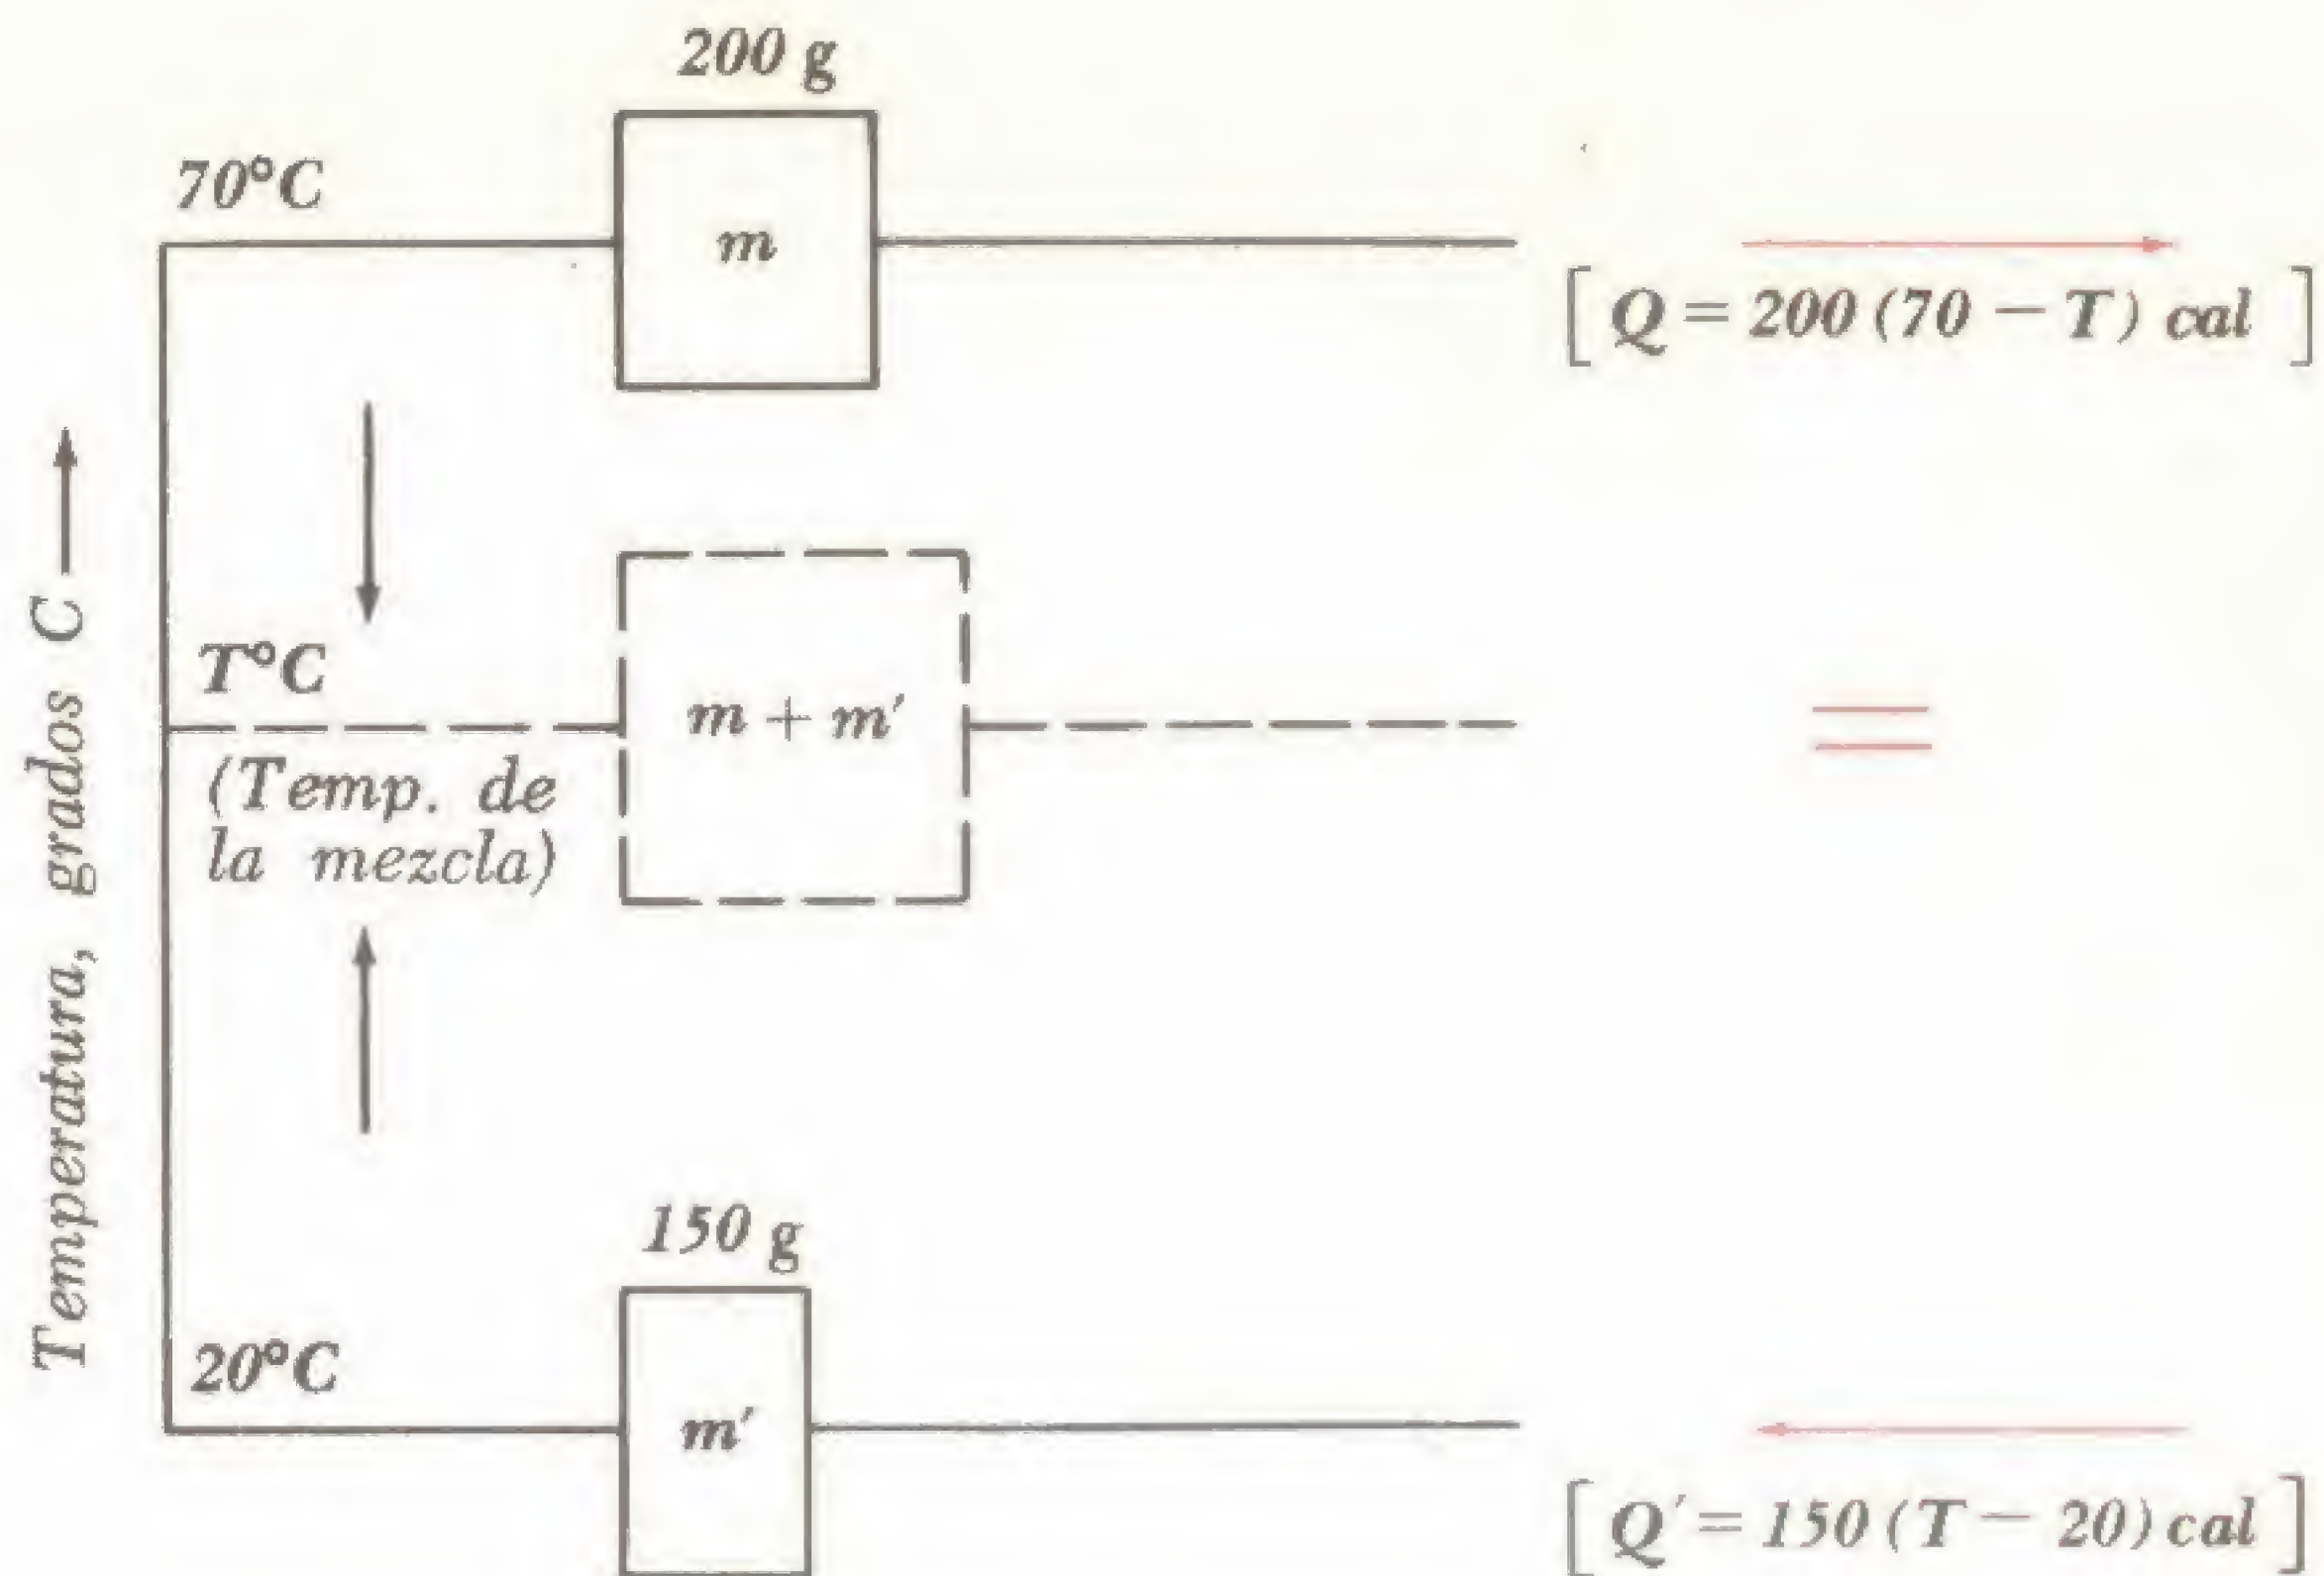 200 g
70°C
m
[ Q = 200 (70 − T) cal ]
Temperatura, grados C
T°C
m + m′
=
(Temp. de
la mezcla)
150 g
20°C
m′
[ Q′ = 150 (T − 20) cal ]